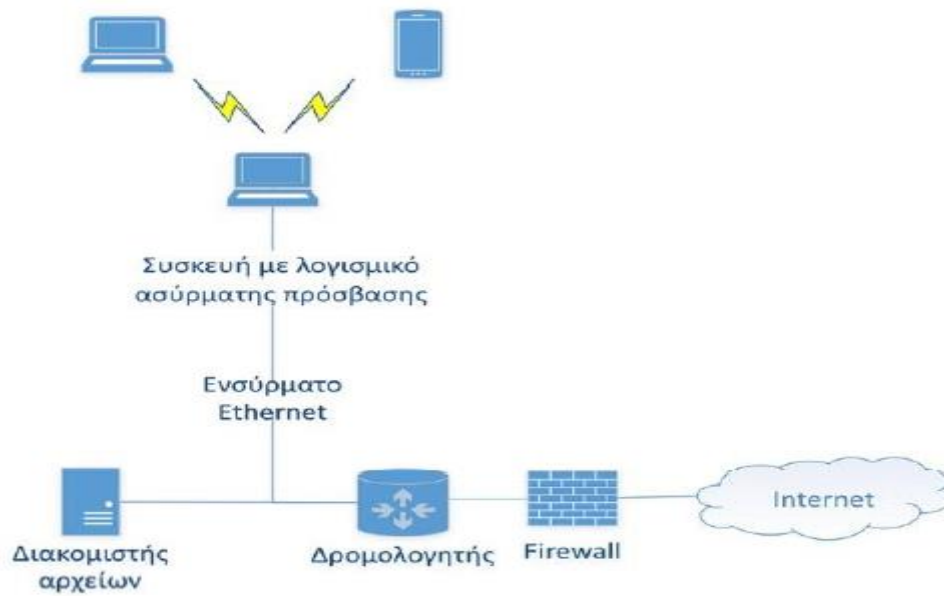 Συσκευή με λογισμικό
ασύρματης πρόσβασης
Ενσύρματο
Ethernet
Διακομιστής
αρχείων
Δρομολογητής
Firewall
Internet